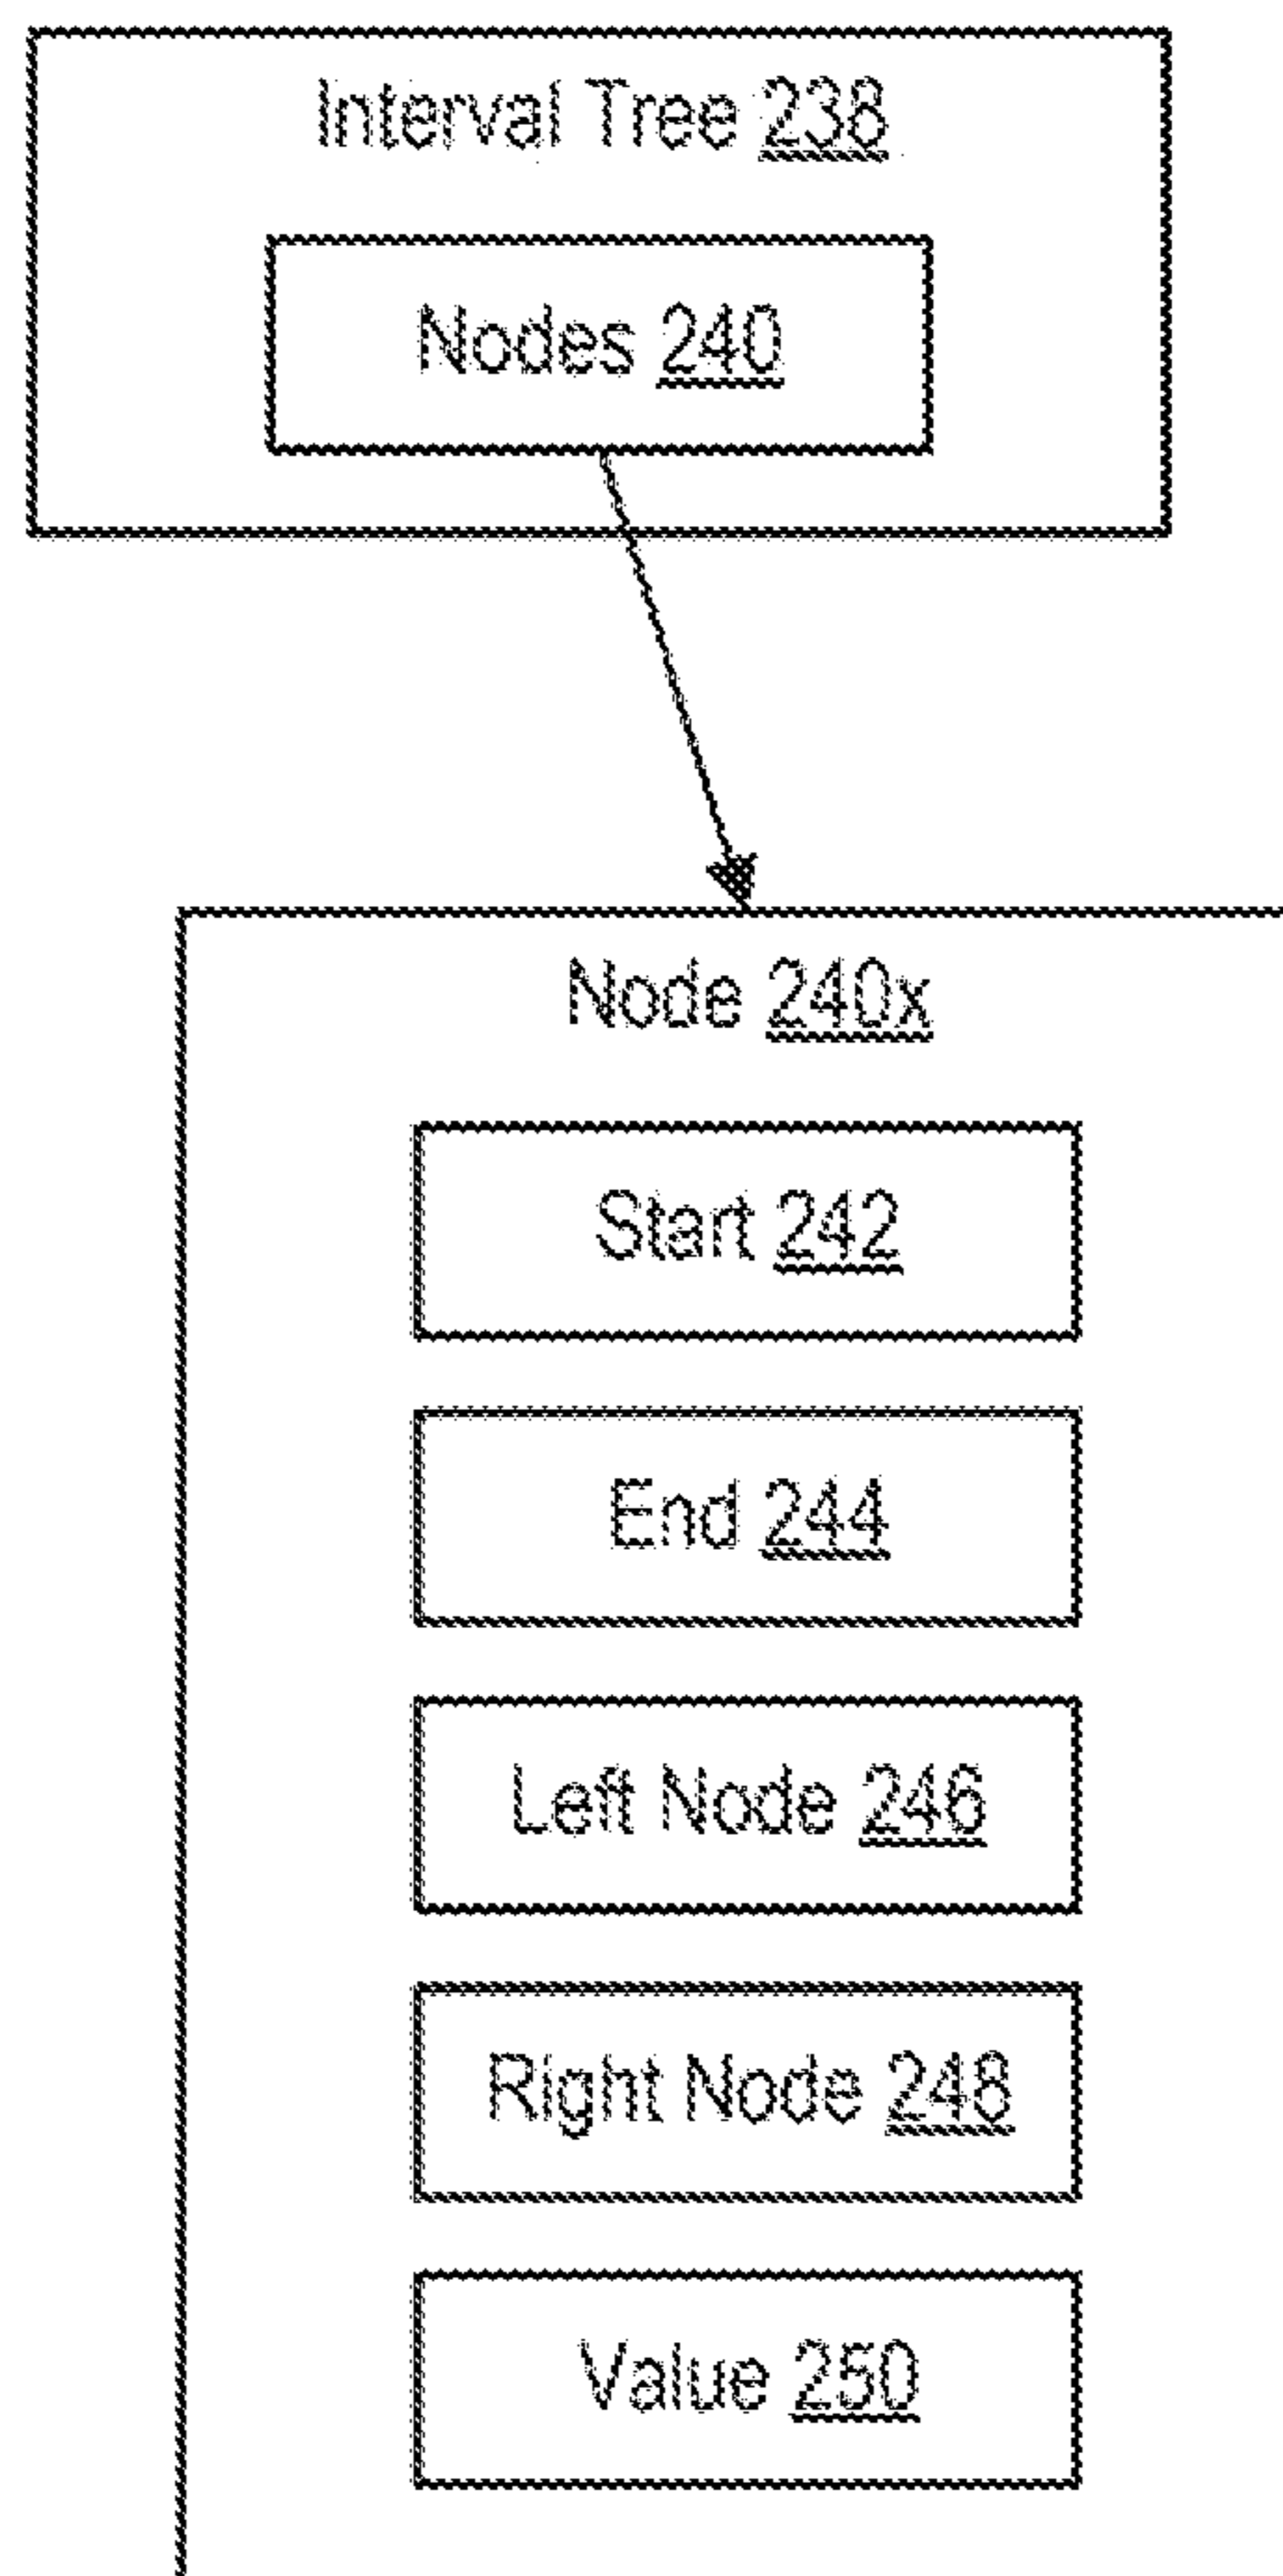 Interval Tree 238
Nodes 240
Node 240x
Start 242
End 244
Left Node 246
Right Node 248
Value 250